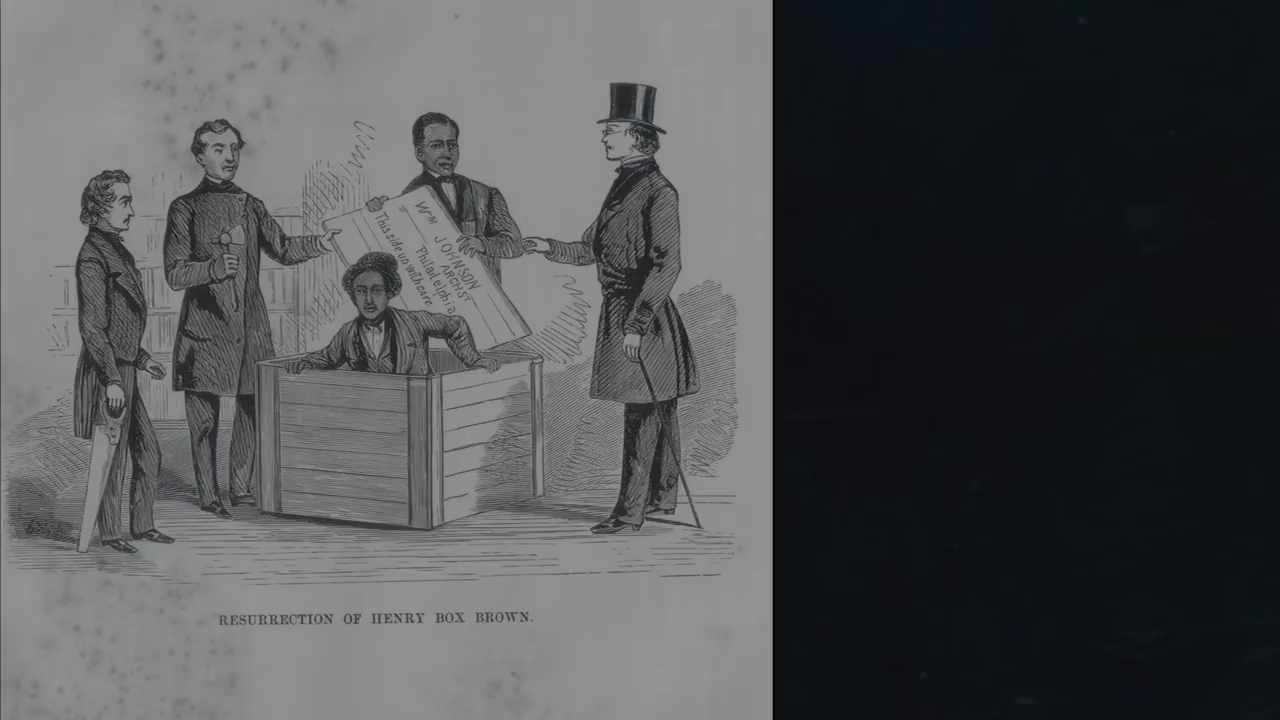 Wm JOHNSON
ARCH ST
Philadelphia
This side up with care
RESURRECTION OF HENRY BOX BROWN.